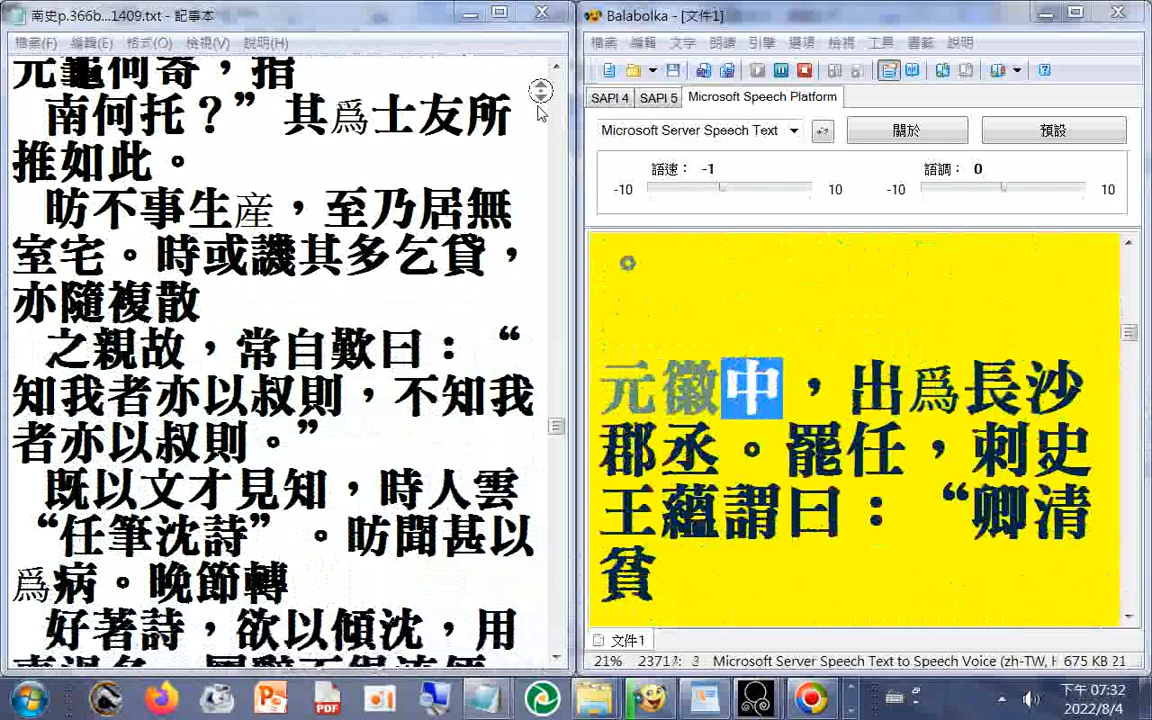 南史p.366b...1409.txt - 記事本
檔案(F) 編輯(E) 格式(O) 檢視(V) 說明(H)
元龜何寄，指
南何托？” 其爲士友所
推如此。
昉不事生産，至乃居無
室宅。時或譏其多乞貸，
亦隨複散
之親故，常自歎曰：“
知我者亦以叔則，不知我
者亦以叔則。”
既以文才見知，時人雲
“任筆沈詩”。昉聞甚以
爲病。晚節轉
好著詩，欲以傾沈，用
Balabolka - [文件1]
檔案 編輯 文字 朗讀 引擎 選項 檢視 工具 書籤 說明
SAPI 4 SAPI 5 Microsoft Speech Platform
Microsoft Server Speech Text 關於 預設
語速： -1 語調： 0
-10 10 -10 10
元徽中，出爲長沙
郡丞。罷任，刺史
王蘊謂曰：“卿清
貧
文件1
21% Microsoft Server Speech Text to Speech Voice (zh-TW, H 675 KB 21
PDF
下午 07:32
2022/8/4